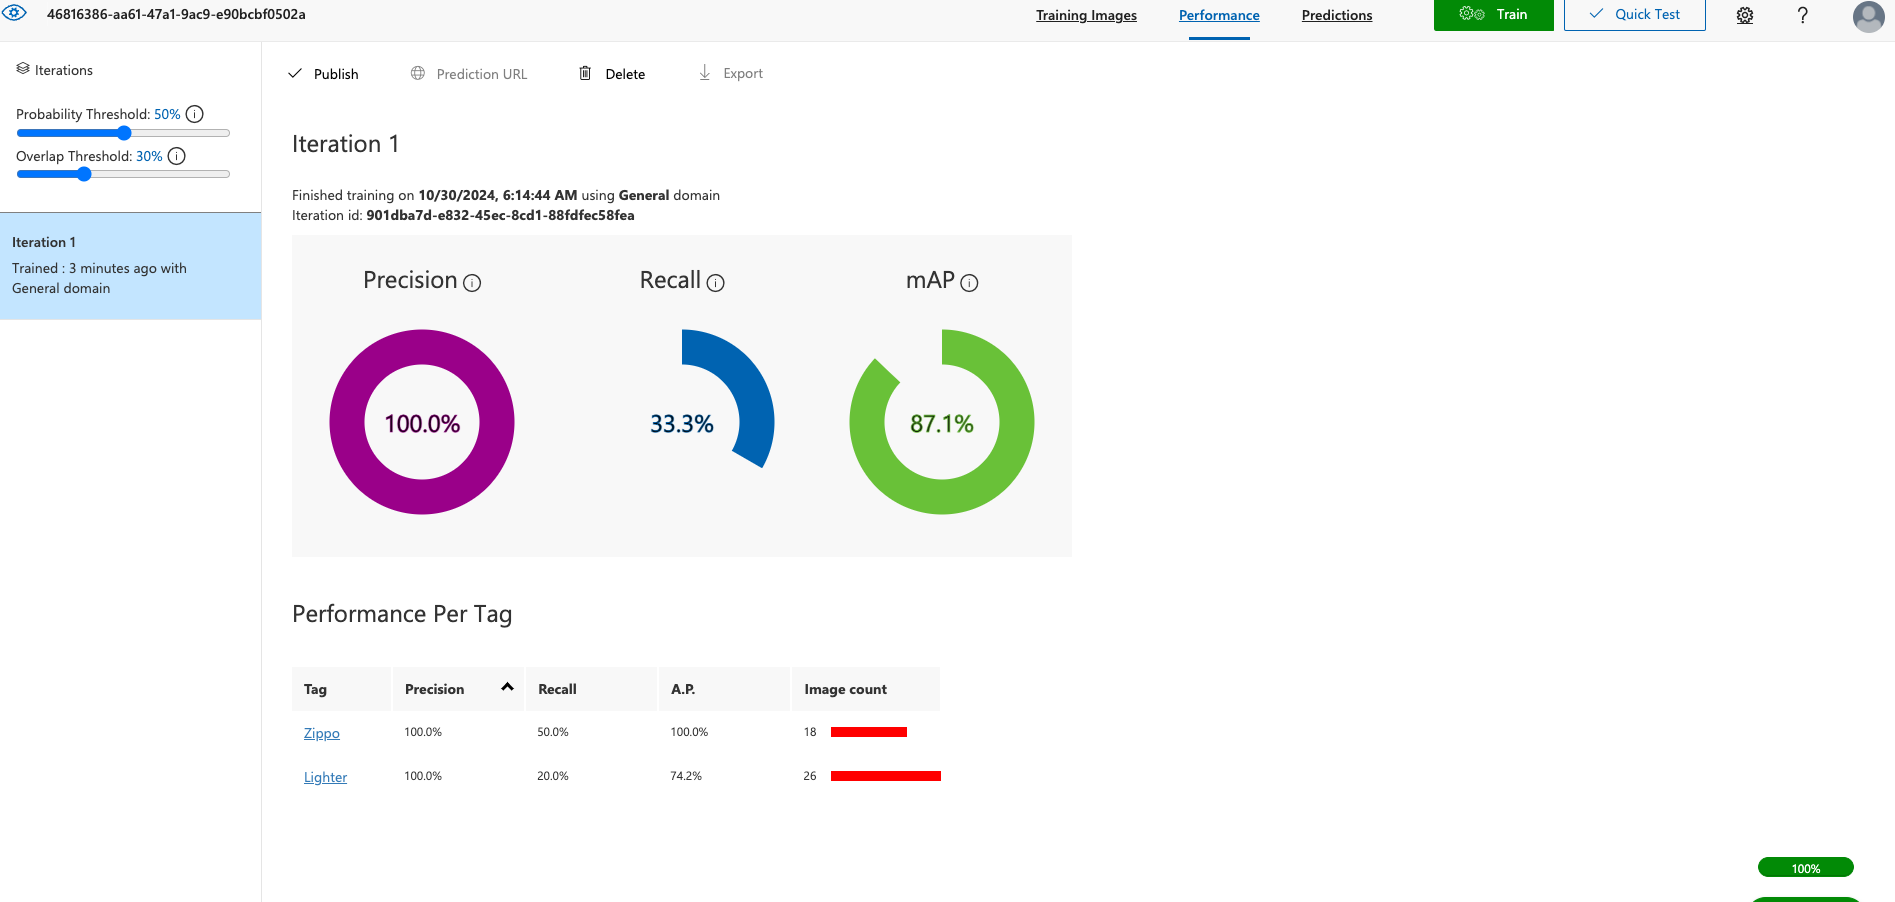 46816386-aa61-47a1-9ac9-e90bcbf0502a
Training Images
Performance
Predictions
Train
Quick Test
Iterations
Probability Threshold: 50%
Overlap Threshold: 30%
Iteration 1
Trained : 3 minutes ago with
General domain
Publish
Prediction URL
Delete
Export
Iteration 1
Finished training on 10/30/2024, 6:14:44 AM using General domain
Iteration id: 901dba7d-e832-45ec-8cd1-88fdfec58fea
Precision
Recall
mAP
100.0%
33.3%
87.1%
Performance Per Tag
Tag Precision Recall A.P. Image count
Zippo 100.0% 50.0% 100.0% 18
Lighter 100.0% 20.0% 74.2% 26
100%